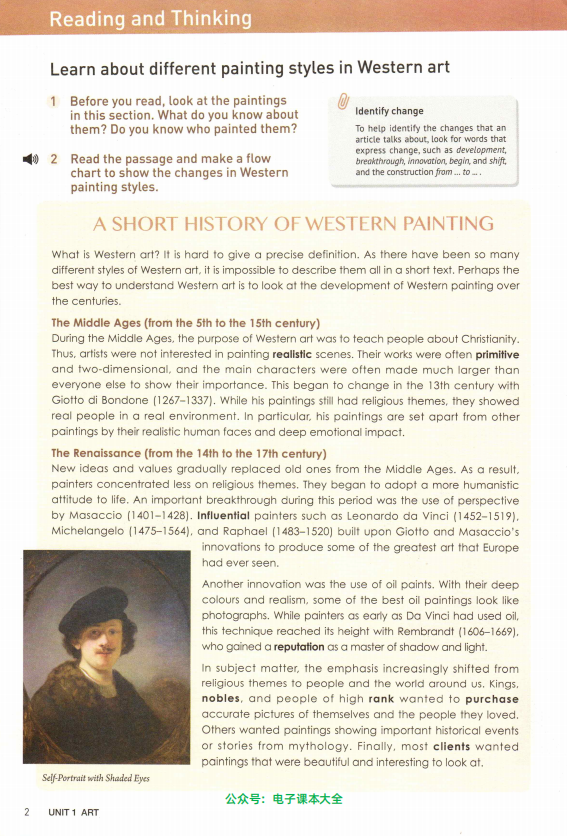 Reading and Thinking
Learn about different painting styles in Western art
1 Before you read, look at the paintings
in this section. What do you know about
them? Do you know who painted them?
2 Read the passage and make a flow
chart to show the changes in Western
painting styles.
Identify change
To help identify the changes that an
article talks about, look for words that
express change, such as development,
breakthrough, innovation, begin, and shift,
and the construction from ... to ... .
A SHORT HISTORY OF WESTERN PAINTING
What is Western art? It is hard to give a precise definition. As there have been so many
different styles of Western art, it is impossible to describe them all in a short text. Perhaps the
best way to understand Western art is to look at the development of Western painting over
the centuries.
The Middle Ages (from the 5th to the 15th century)
During the Middle Ages, the purpose of Western art was to teach people about Christianity.
Thus, artists were not interested in painting realistic scenes. Their works were often primitive
and two-dimensional, and the main characters were often made much larger than
everyone else to show their importance. This began to change in the 13th century with
Giotto di Bondone (1267–1337). While his paintings still had religious themes, they showed
real people in a real environment. In particular, his paintings are set apart from other
paintings by their realistic human faces and deep emotional impact.
The Renaissance (from the 14th to the 17th century)
New ideas and values gradually replaced old ones from the Middle Ages. As a result,
painters concentrated less on religious themes. They began to adopt a more humanistic
attitude to life. An important breakthrough during this period was the use of perspective
by Masaccio (1401–1428). Influential painters such as Leonardo da Vinci (1452–1519),
Michelangelo (1475–1564), and Raphael (1483–1520) built upon Giotto and Masaccio's
innovations to produce some of the greatest art that Europe
had ever seen.
Another innovation was the use of oil paints. With their deep
colours and realism, some of the best oil paintings look like
photographs. While painters as early as Da Vinci had used oil,
this technique reached its height with Rembrandt (1606–1669),
who gained a reputation as a master of shadow and light.
In subject matter, the emphasis increasingly shifted from
religious themes to people and the world around us. Kings,
nobles, and people of high rank wanted to purchase
accurate pictures of themselves and the people they loved.
Others wanted paintings showing important historical events
or stories from mythology. Finally, most clients wanted
paintings that were beautiful and interesting to look at.
Self-Portrait with Shaded Eyes
公众号：电子课本大全
2 UNIT 1 ART